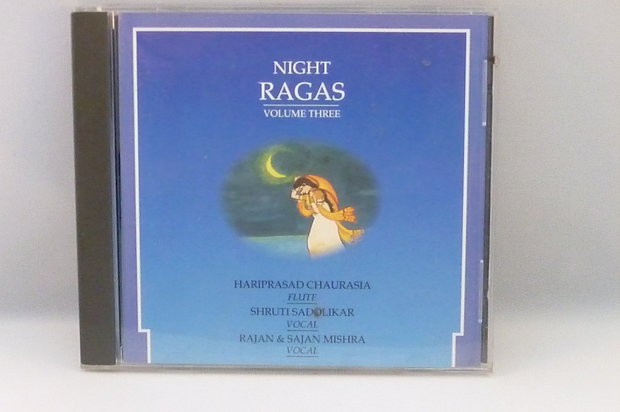 NIGHT
RAGAS
VOLUME THREE
HARIPRASAD CHAURASIA
FLUTE
SHRUTI SADOLIKAR
VOCAL
RAJAN & SAJAN MISHRA
VOCAL